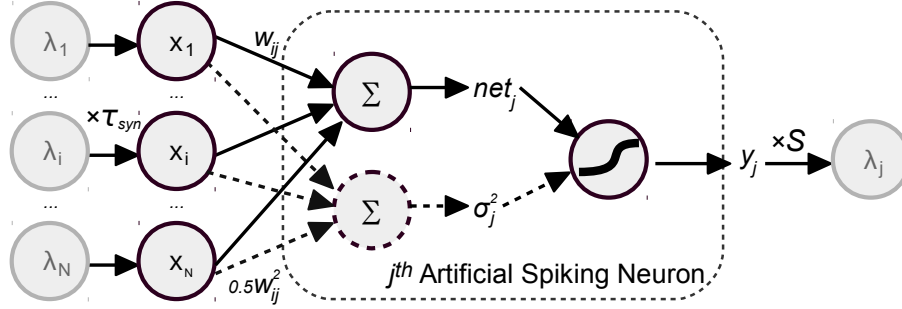 λ1 x1 wij
... ...
×τsyn
λi xi
... ...
λN xN
0.5wij2
Σ netj
Σ σj2
yj ×S λj
jth Artificial Spiking Neuron